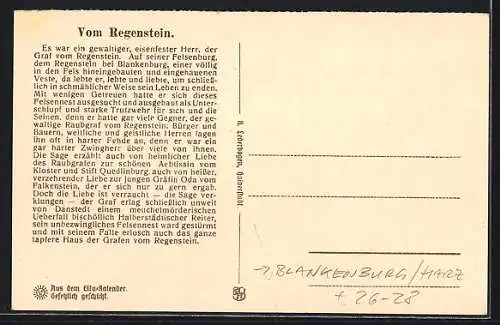 Vom Regenstein.
Es war ein gewaltiger, eisenfester Herr, der
Graf vom Regenstein. Auf seiner Felsenburg,
dem Regenstein bei Blankenburg, einer völlig
in den Fels hineingebauten und eingehauenen
Veste, da lebte er, lebte und liebte, um schließ-
lich in schmählicher Weise sein Leben zu enden.
Mit wenigen Getreuen hatte er sich dieses
Felsennest ausgesucht und ausgebaut als Unter-
schlupf und starke Trutzwehr für sich und die
Seinen, denn er hatte gar viele Gegner, der ge-
waltige Raubgraf vom Regenstein. Bürger und
Bauern, weltliche und geistliche Herren lagen
ihm oft in harter Fehde an, denn er war ein
gar harter Zwingherr über viele von ihnen.
Die Sage erzählt auch von heimlicher Liebe
des Raubgrafen zur schönen Aebtissin vom
Kloster und Stift Quedlinburg, auch von heißer,
verzehrender Liebe zur jungen Gräfin Oda vom
Falkenstein, der er sich nur zu gern ergab.
Doch die Liebe ist verrauscht — die Sage ver-
klungen — der Graf erlag schließlich unweit
von Danstedt einem meuchelmörderischen
Ueberfall bischöflich Halberstädtischer Reiter,
sein unbezwingliches Felsennest ward gestürmt
und mit seinem Falle erlosch auch das ganze
tapfere Haus der Grafen vom Regenstein.
Aus dem Elka-Kalender.
Gesetzlich geschützt.
Halberstadt.
→ BLANKENBURG/HARZ
+ 26-28